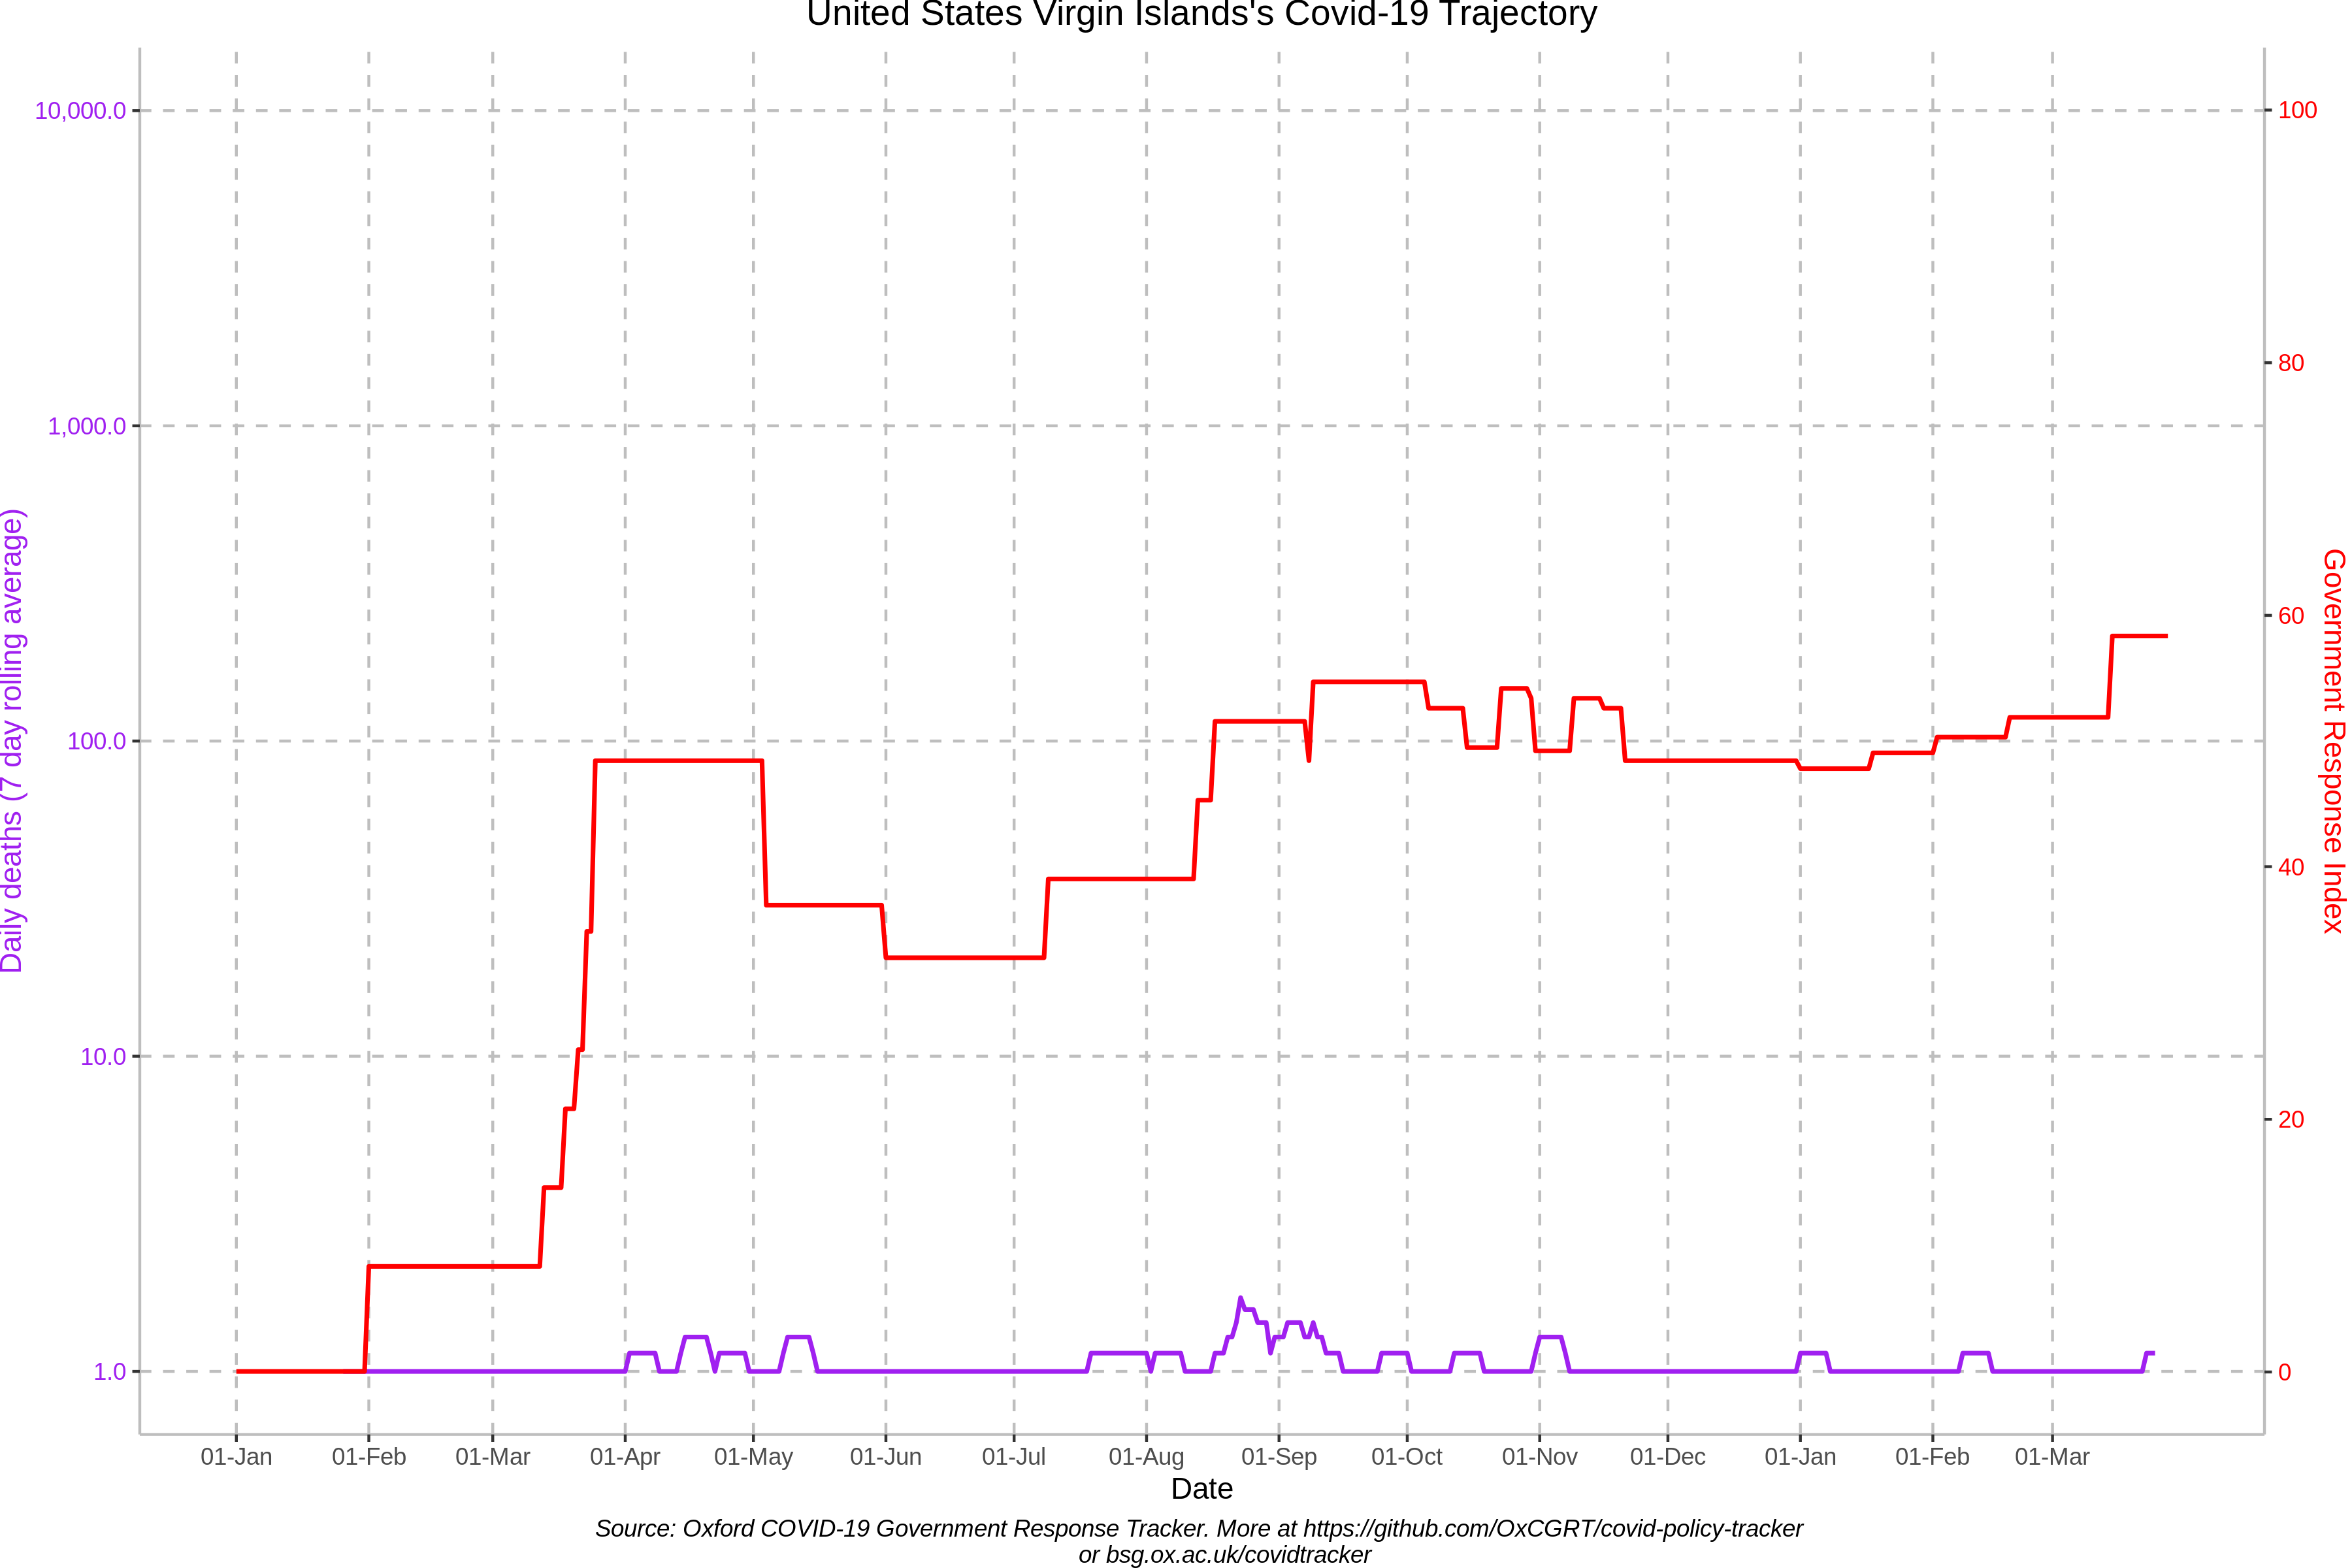 United States Virgin Islands's Covid-19 Trajectory
10,000.0
1,000.0
100.0
10.0
1.0
Daily deaths (7 day rolling average)
100
80
60
40
20
0
Government Response Index
01-Jan 01-Feb 01-Mar 01-Apr 01-May 01-Jun 01-Jul 01-Aug 01-Sep 01-Oct 01-Nov 01-Dec 01-Jan 01-Feb 01-Mar
Date
Source: Oxford COVID-19 Government Response Tracker. More at https://github.com/OxCGRT/covid-policy-tracker
or bsg.ox.ac.uk/covidtracker